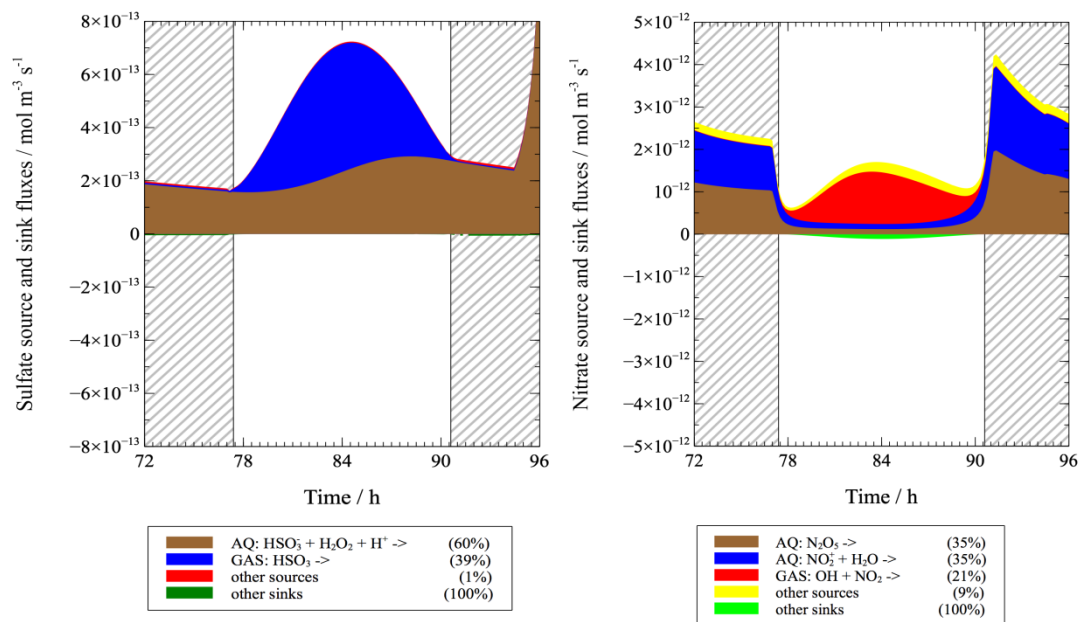 Sulfate source and sink fluxes / mol m⁻³ s⁻¹
8×10⁻¹³
6×10⁻¹³
4×10⁻¹³
2×10⁻¹³
0
−2×10⁻¹³
−4×10⁻¹³
−6×10⁻¹³
−8×10⁻¹³
72 78 84 90 96
Time / h
AQ: HSO₃⁻ + H₂O₂ + H⁺ -> (60%)
GAS: HSO₃ -> (39%)
other sources (1%)
other sinks (100%)
Nitrate source and sink fluxes / mol m⁻³ s⁻¹
5×10⁻¹²
4×10⁻¹²
3×10⁻¹²
2×10⁻¹²
1×10⁻¹²
0
−1×10⁻¹²
−2×10⁻¹²
−3×10⁻¹²
−4×10⁻¹²
−5×10⁻¹²
72 78 84 90 96
Time / h
AQ: N₂O₅ -> (35%)
AQ: NO₂⁺ + H₂O -> (35%)
GAS: OH + NO₂ -> (21%)
other sources (9%)
other sinks (100%)